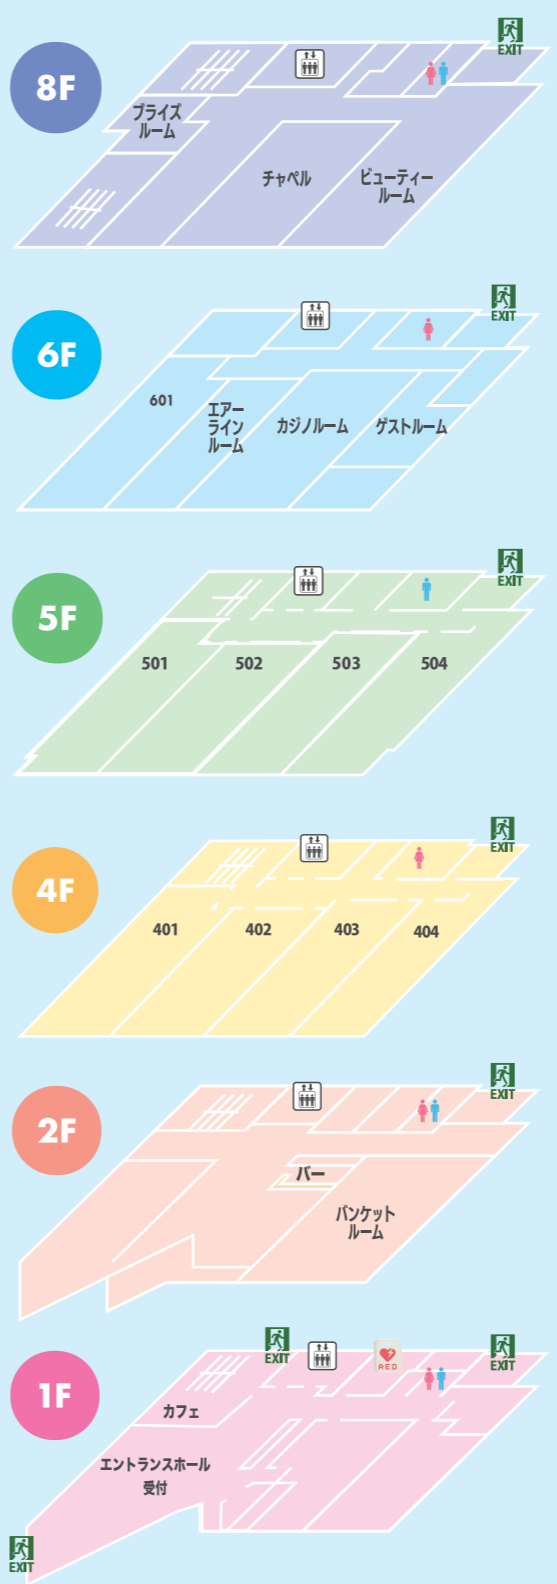 EXIT
8F
ブライズ
ルーム
チャペル
ビューティー
ルーム
EXIT
6F
601
エアー
ライン
ルーム
カジノルーム
ゲストルーム
EXIT
5F
501
502
503
504
EXIT
4F
401
402
403
404
EXIT
2F
バー
バンケット
ルーム
EXIT
AED
EXIT
1F
カフェ
エントランスホール
受付
EXIT